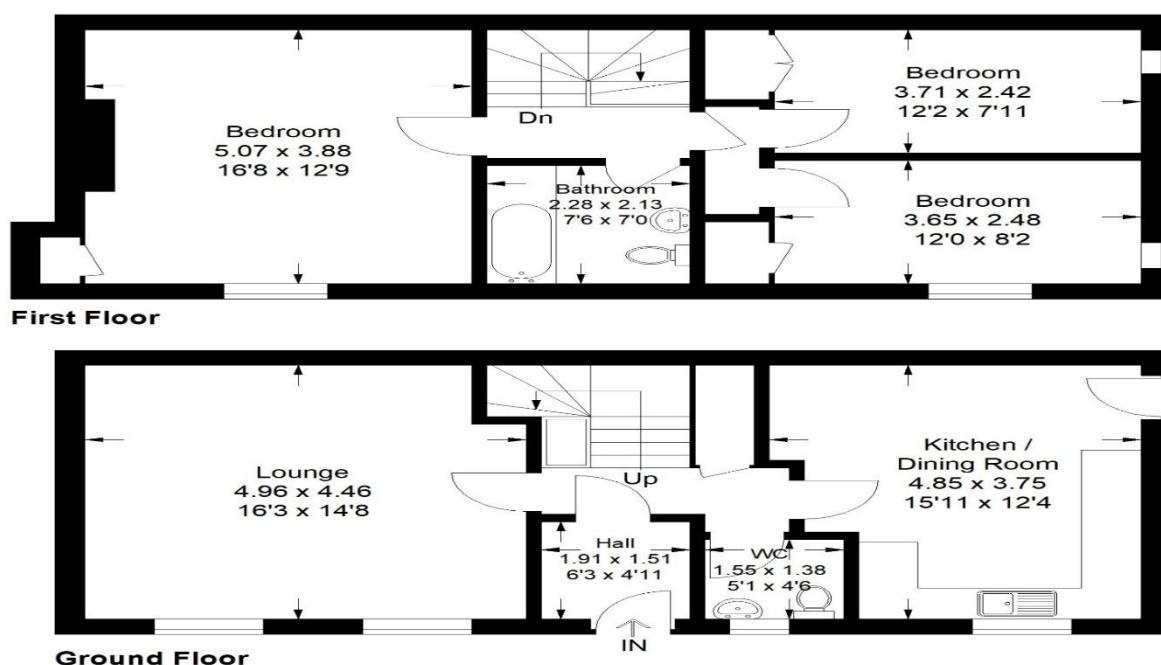 Bedroom
5.07 x 3.88
16'8 x 12'9
Dn
Bathroom
2.28 x 2.13
7'6 x 7'0
Bedroom
3.71 x 2.42
12'2 x 7'11
Bedroom
3.65 x 2.48
12'0 x 8'2
First Floor
Lounge
4.96 x 4.46
16'3 x 14'8
Up
Hall
1.91 x 1.51
6'3 x 4'11
IN
WC
1.55 x 1.38
5'1 x 4'6
Kitchen /
Dining Room
4.85 x 3.75
15'11 x 12'4
Ground Floor